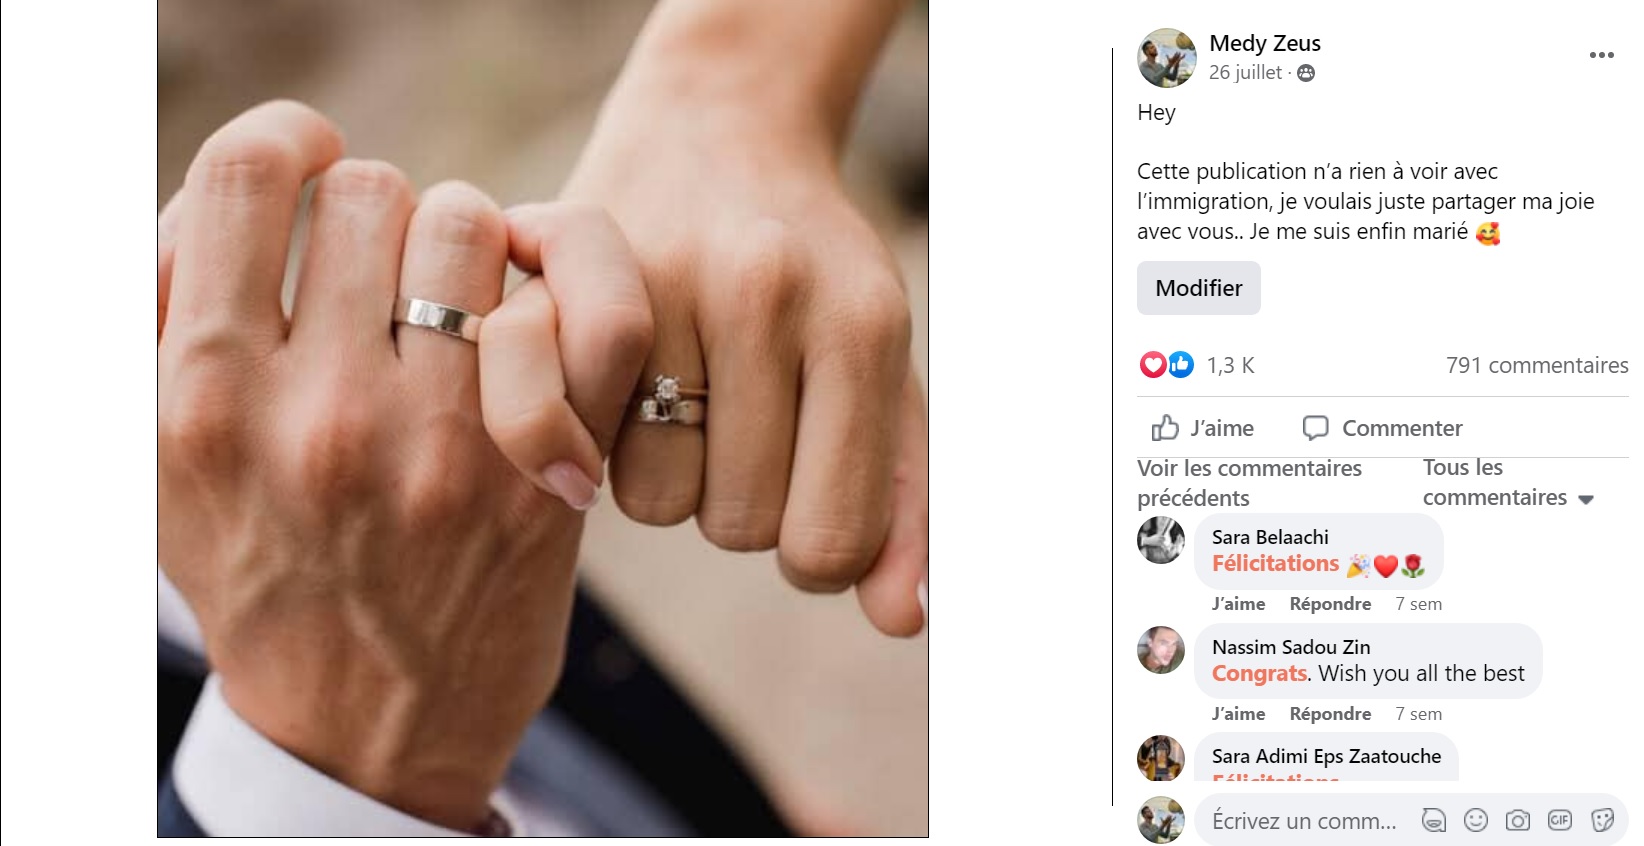 Medy Zeus
26 juillet ·
Hey
Cette publication n’a rien à voir avec
l’immigration, je voulais juste partager ma joie
avec vous.. Je me suis enfin marié 🥰
Modifier
1,3 K 791 commentaires
J’aime Commenter
Voir les commentaires précédents
Tous les commentaires
Sara Belaachi
Félicitations 🎉♥️🌹
J’aime Répondre 7 sem
Nassim Sadou Zin
Congrats. Wish you all the best
J’aime Répondre 7 sem
Sara Adimi Eps Zaatouche
Félicitations
Écrivez un comm...
GIF